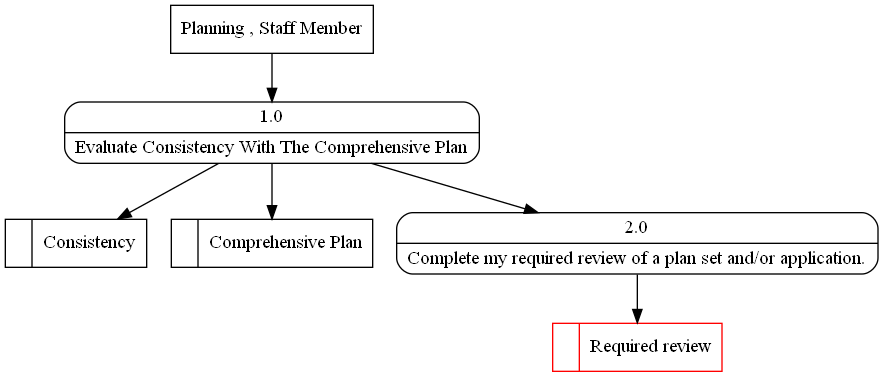 Planning , Staff Member
1.0
Evaluate Consistency With The Comprehensive Plan
Consistency
Comprehensive Plan
2.0
Complete my required review of a plan set and/or application.
Required review